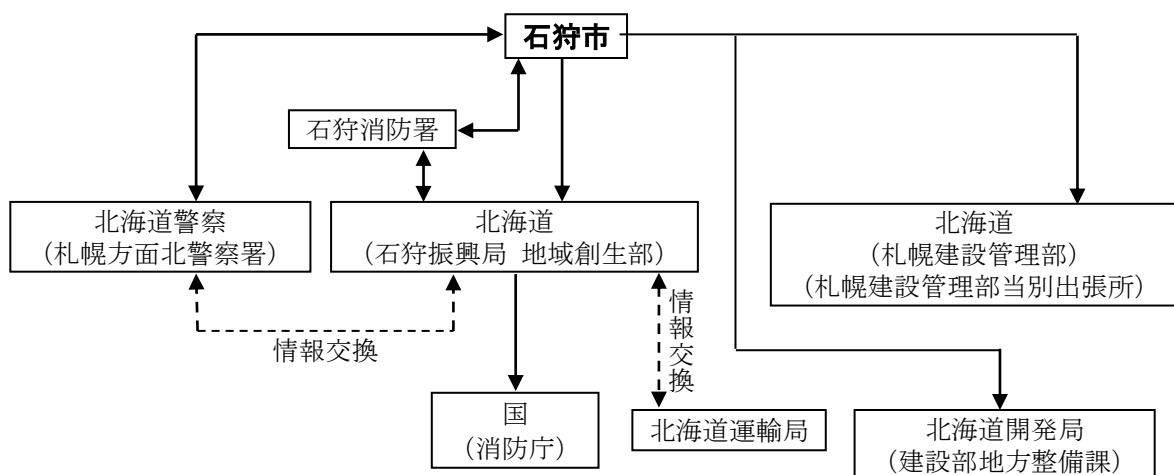 石狩市
石狩消防署
北海道警察
（札幌方面北警察署）
北海道
（石狩振興局 地域創生部）
北海道
（札幌建設管理部）
（札幌建設管理部当別出張所）
情報交換
情報交換
国
（消防庁）
北海道運輸局
北海道開発局
（建設部地方整備課）